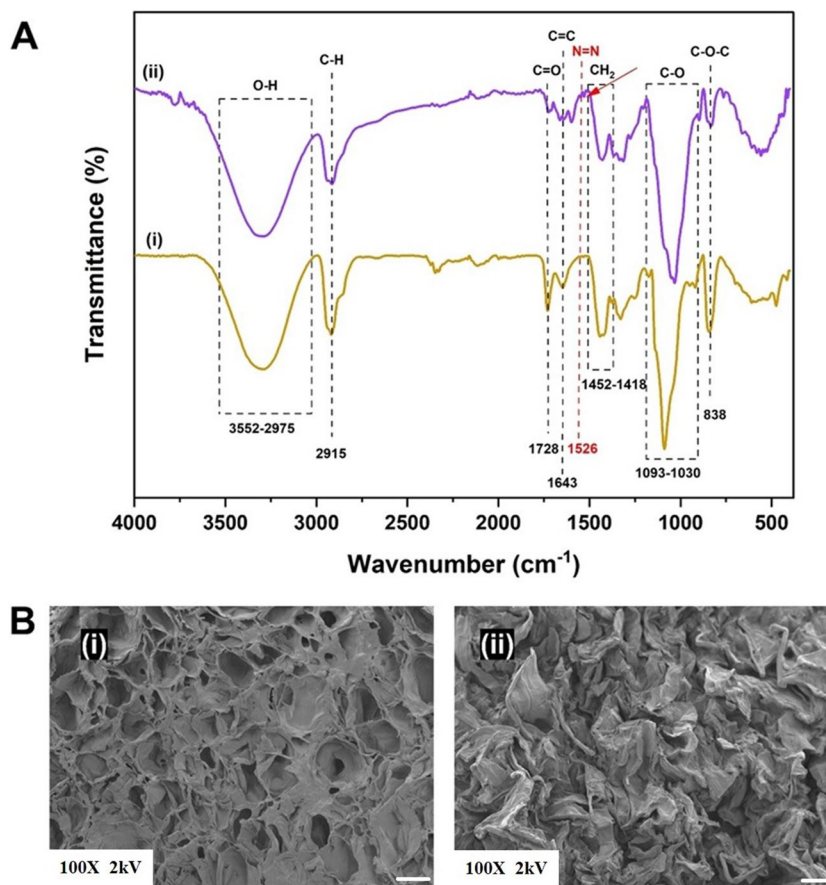 A
(ii)
(i)
O-H
C-H
C=O
C=C
N=N
CH₂
C-O
C-O-C
3552-2975
2915
1728
1643
1526
1452-1418
1093-1030
838
Transmittance (%)
4000 3500 3000 2500 2000 1500 1000 500
Wavenumber (cm⁻¹)
B
(i)
100X 2kV
(ii)
100X 2kV